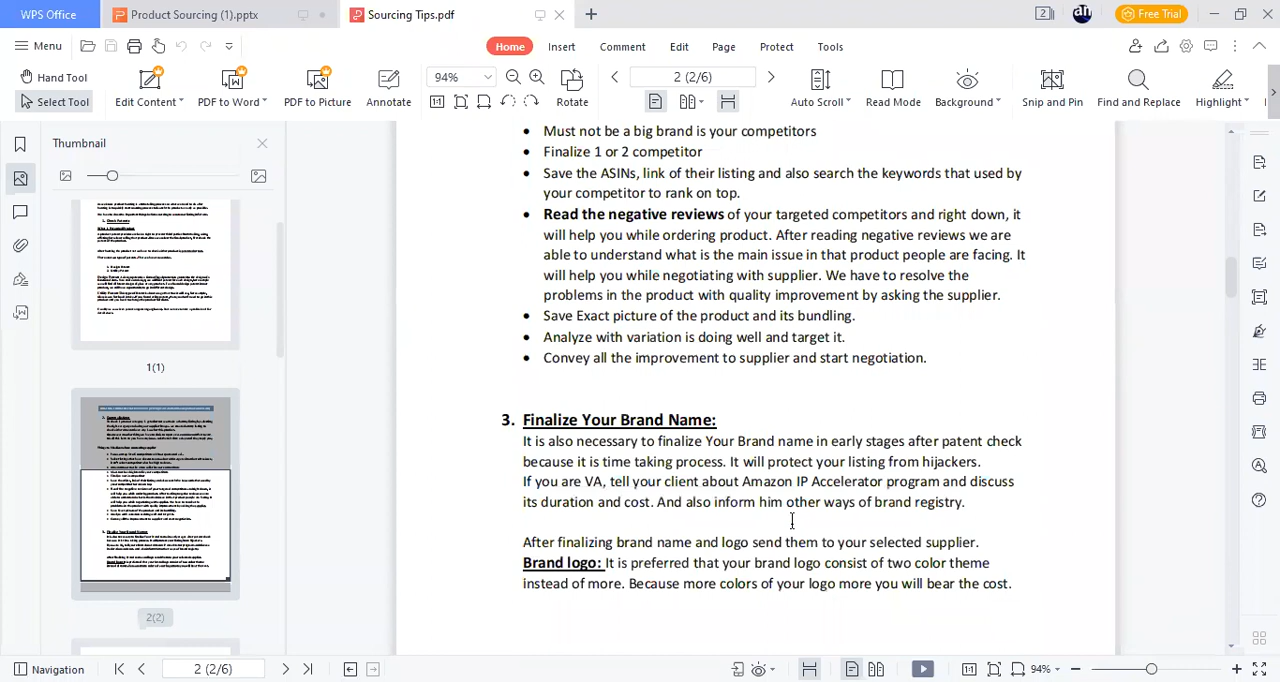 WPS Office
Product Sourcing (1).pptx
Sourcing Tips.pdf
2
Free Trial
Menu
Home
Insert
Comment
Edit
Page
Protect
Tools
Hand Tool
Select Tool
Edit Content
PDF to Word
PDF to Picture
Annotate
94%
2 (2/6)
Rotate
Auto Scroll
Read Mode
Background
Snip and Pin
Find and Replace
Highlight
Thumbnail
1(1)
2(2)
• Must not be a big brand is your competitors
• Finalize 1 or 2 competitor
• Save the ASINs, link of their listing and also search the keywords that used by
your competitor to rank on top.
• Read the negative reviews of your targeted competitors and right down, it
will help you while ordering product. After reading negative reviews we are
able to understand what is the main issue in that product people are facing. It
will help you while negotiating with supplier. We have to resolve the
problems in the product with quality improvement by asking the supplier.
• Save Exact picture of the product and its bundling.
• Analyze with variation is doing well and target it.
• Convey all the improvement to supplier and start negotiation.
3. Finalize Your Brand Name:
It is also necessary to finalize Your Brand name in early stages after patent check
because it is time taking process. It will protect your listing from hijackers.
If you are VA, tell your client about Amazon IP Accelerator program and discuss
its duration and cost. And also inform him other ways of brand registry.
After finalizing brand name and logo send them to your selected supplier.
Brand logo: It is preferred that your brand logo consist of two color theme
instead of more. Because more colors of your logo more you will bear the cost.
Navigation
2 (2/6)
94%